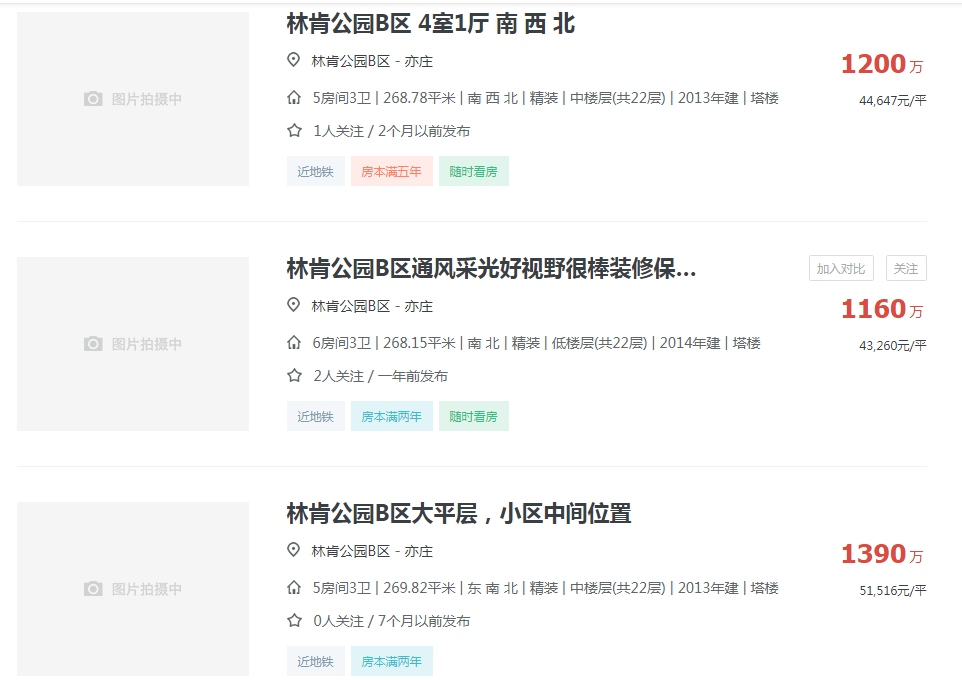 林肯公园B区 4室1厅 南 西 北
图片拍摄中
林肯公园B区 - 亦庄
1200万
5房间3卫 | 268.78平米 | 南 西 北 | 精装 | 中楼层(共22层) | 2013年建 | 塔楼
44,647元/平
1人关注 / 2个月以前发布
近地铁 房本满五年 随时看房
林肯公园B区通风采光好视野很棒装修保...
加入对比 关注
图片拍摄中
林肯公园B区 - 亦庄
1160万
6房间3卫 | 268.15平米 | 南 北 | 精装 | 低楼层(共22层) | 2014年建 | 塔楼
43,260元/平
2人关注 / 一年前发布
近地铁 房本满两年 随时看房
林肯公园B区大平层，小区中间位置
图片拍摄中
林肯公园B区 - 亦庄
1390万
5房间3卫 | 269.82平米 | 东 南 北 | 精装 | 中楼层(共22层) | 2013年建 | 塔楼
51,516元/平
0人关注 / 7个月以前发布
近地铁 房本满两年